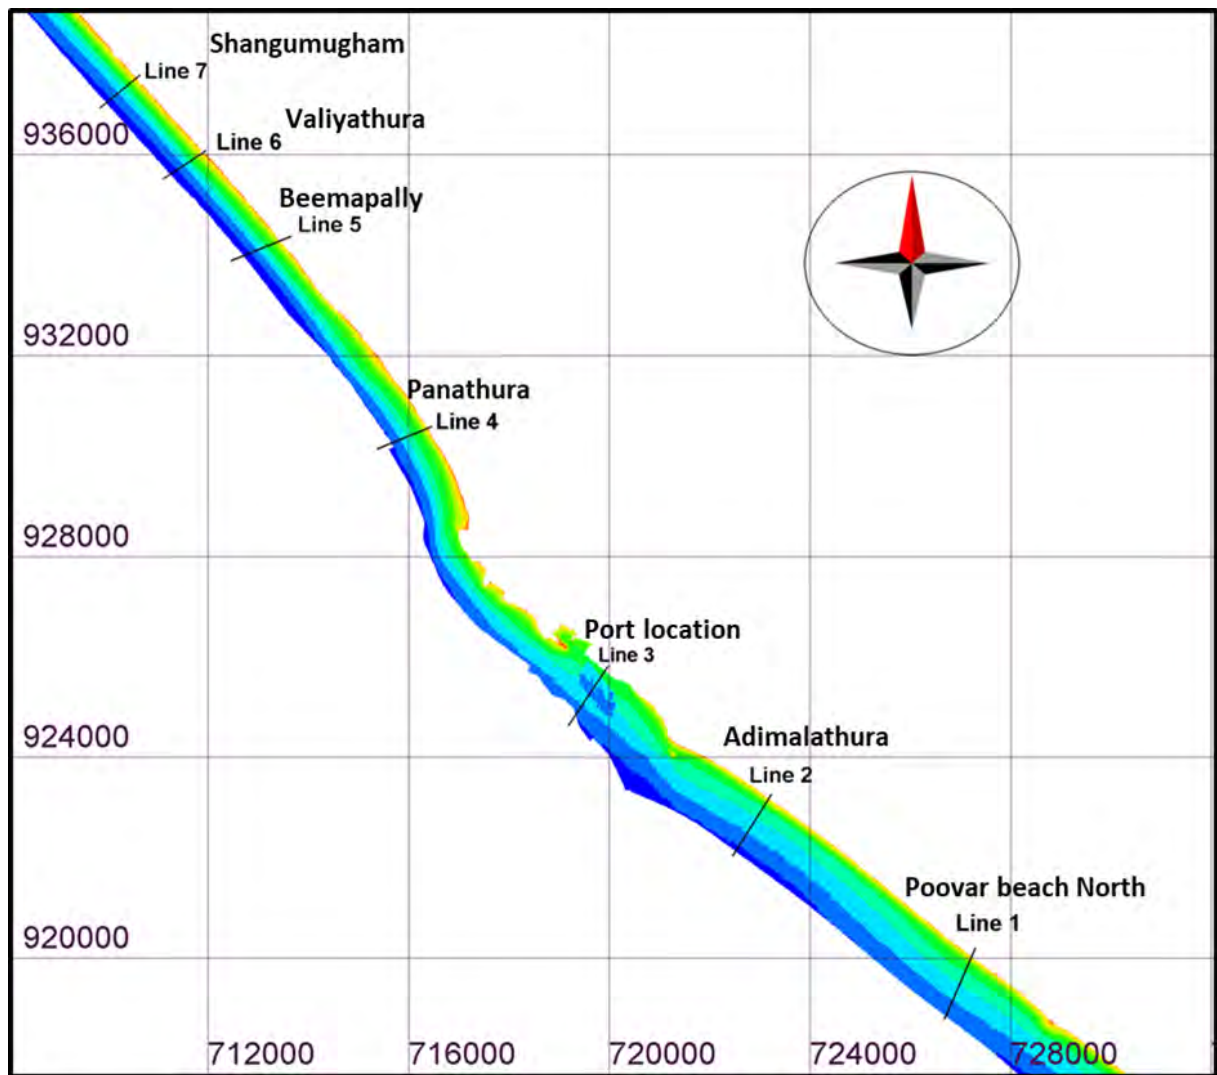 Shangumugham
Line 7
Valiyathura
936000
Line 6
Beemapally
Line 5
932000
Panathura
Line 4
928000
Port location
Line 3
924000
Adimalathura
Line 2
Poovar beach North
Line 1
920000
712000
716000
720000
724000
728000